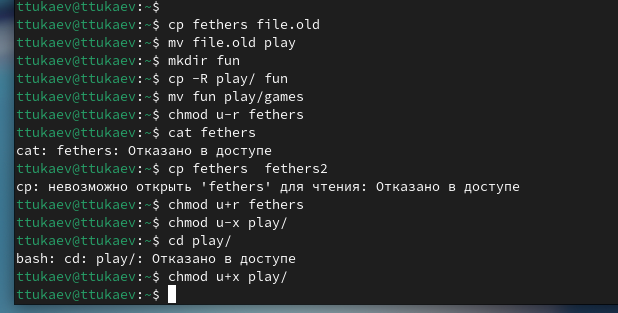 ttukaev@ttukaev:~$
ttukaev@ttukaev:~$ cp fethers file.old
ttukaev@ttukaev:~$ mv file.old play
ttukaev@ttukaev:~$ mkdir fun
ttukaev@ttukaev:~$ cp -R play/ fun
ttukaev@ttukaev:~$ mv fun play/games
ttukaev@ttukaev:~$ chmod u-r fethers
ttukaev@ttukaev:~$ cat fethers
cat: fethers: Отказано в доступе
ttukaev@ttukaev:~$ cp fethers  fethers2
cp: невозможно открыть 'fethers' для чтения: Отказано в доступе
ttukaev@ttukaev:~$ chmod u+r fethers
ttukaev@ttukaev:~$ chmod u-x play/
ttukaev@ttukaev:~$ cd play/
bash: cd: play/: Отказано в доступе
ttukaev@ttukaev:~$ chmod u+x play/
ttukaev@ttukaev:~$